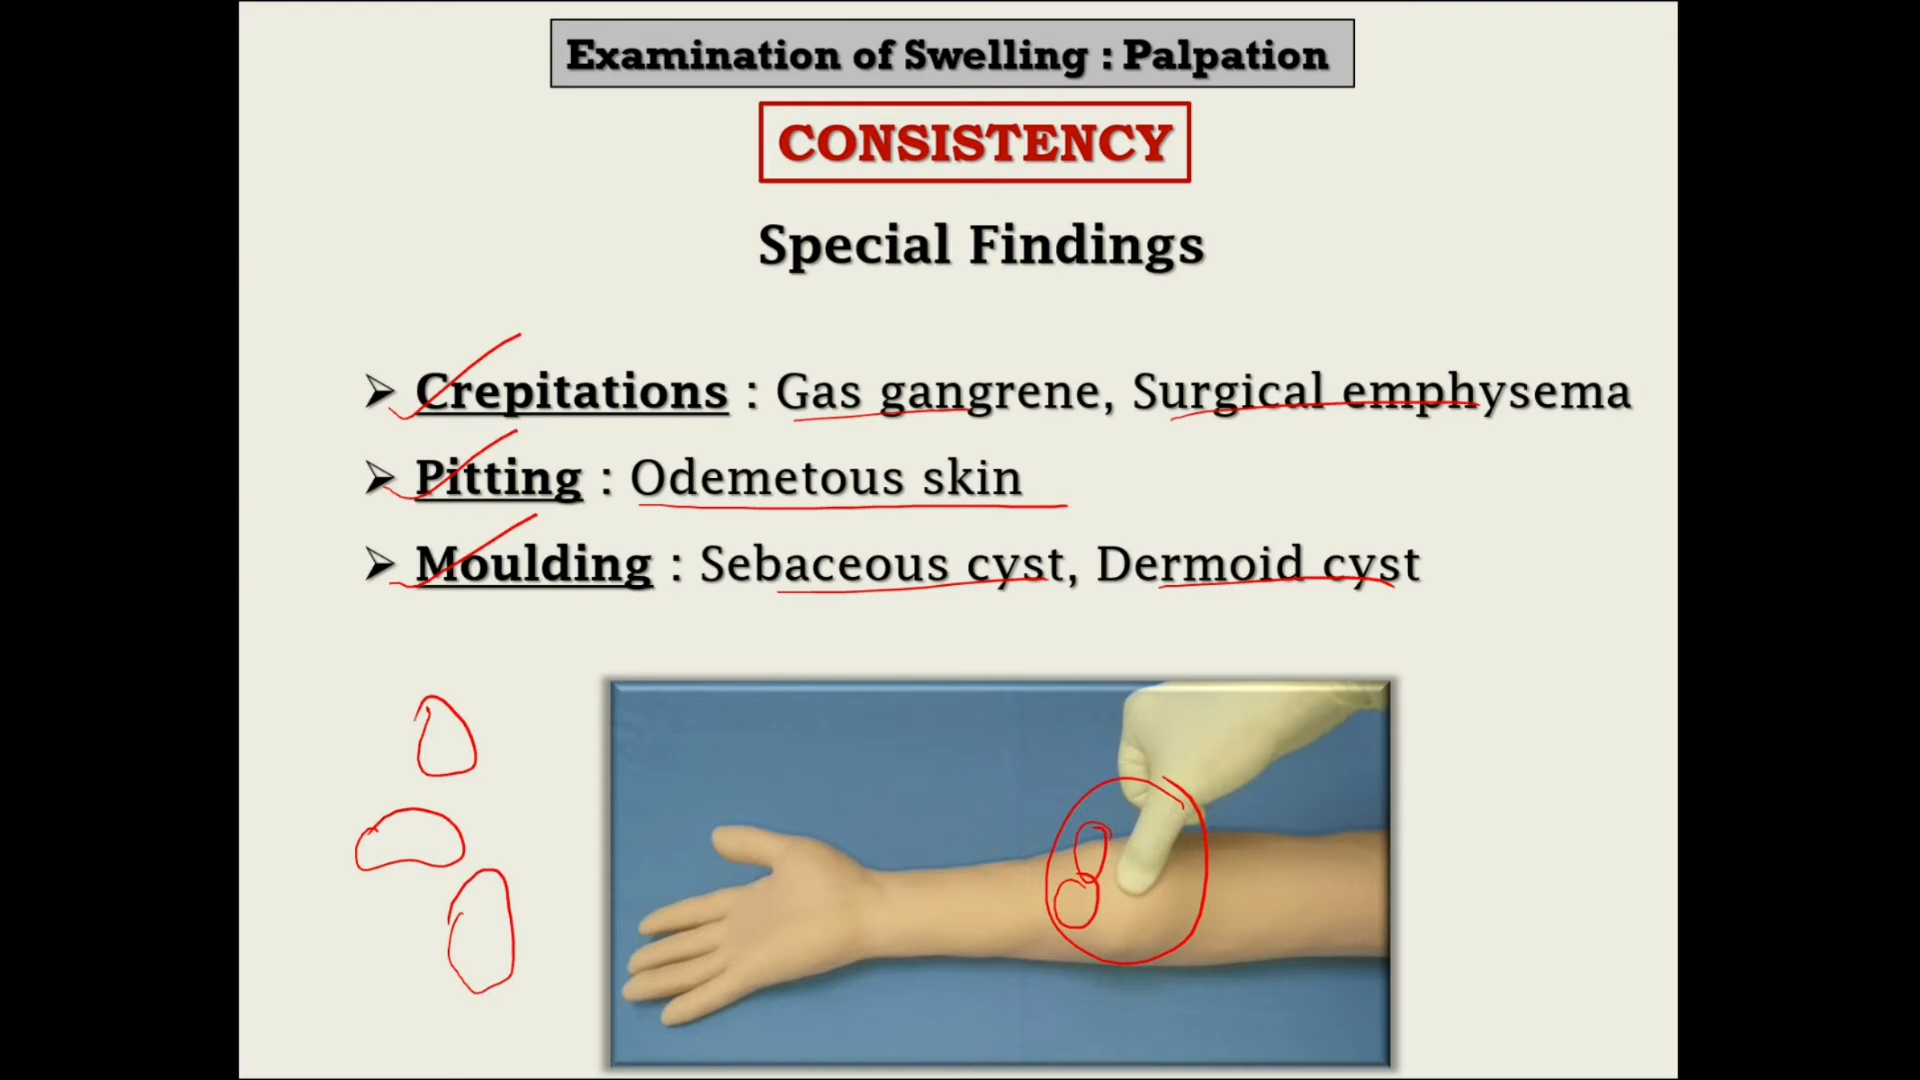 Examination of Swelling : Palpation
CONSISTENCY
Special Findings
➢ Crepitations : Gas gangrene, Surgical emphysema
➢ Pitting : Odemetous skin
➢ Moulding : Sebaceous cyst, Dermoid cyst